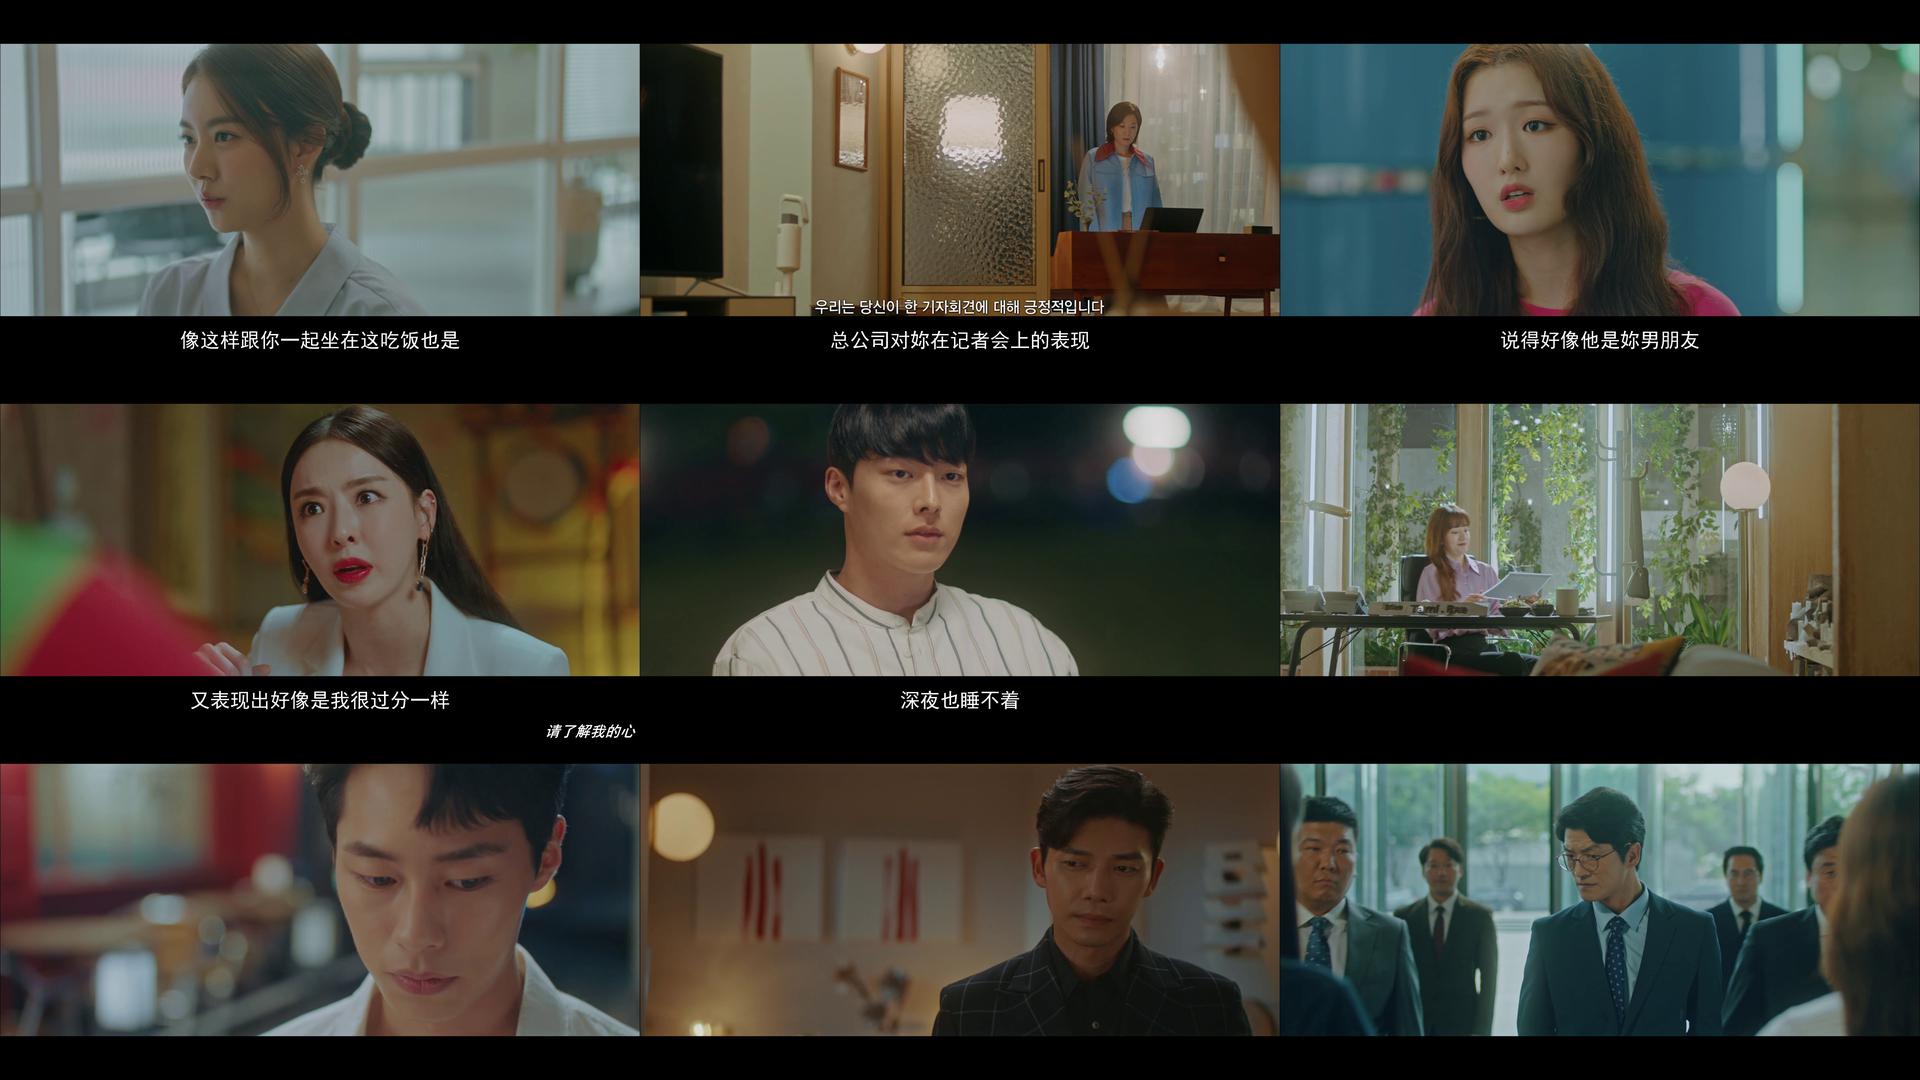 像这样跟你一起坐在这吃饭也是
우리는 당신이 한 기자회견에 대해 긍정적입니다
总公司对妳在记者会上的表现
说得好像他是妳男朋友
又表现出好像是我很过分一样
请了解我的心
深夜也睡不着